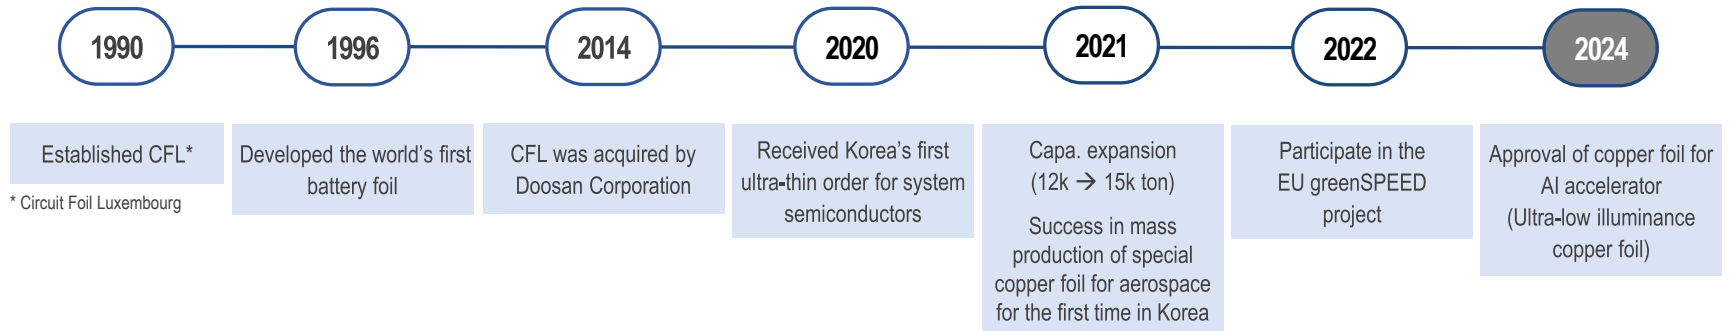 1990
1996
2014
2020
2021
2022
2024
Established CFL*
* Circuit Foil Luxembourg
Developed the world's first
battery foil
CFL was acquired by
Doosan Corporation
Received Korea's first
ultra-thin order for system
semiconductors
Capa. expansion
(12k → 15k ton)
Success in mass
production of special
copper foil for aerospace
for the first time in Korea
Participate in the
EU greenSPEED
project
Approval of copper foil for
AI accelerator
(Ultra-low illuminance
copper foil)